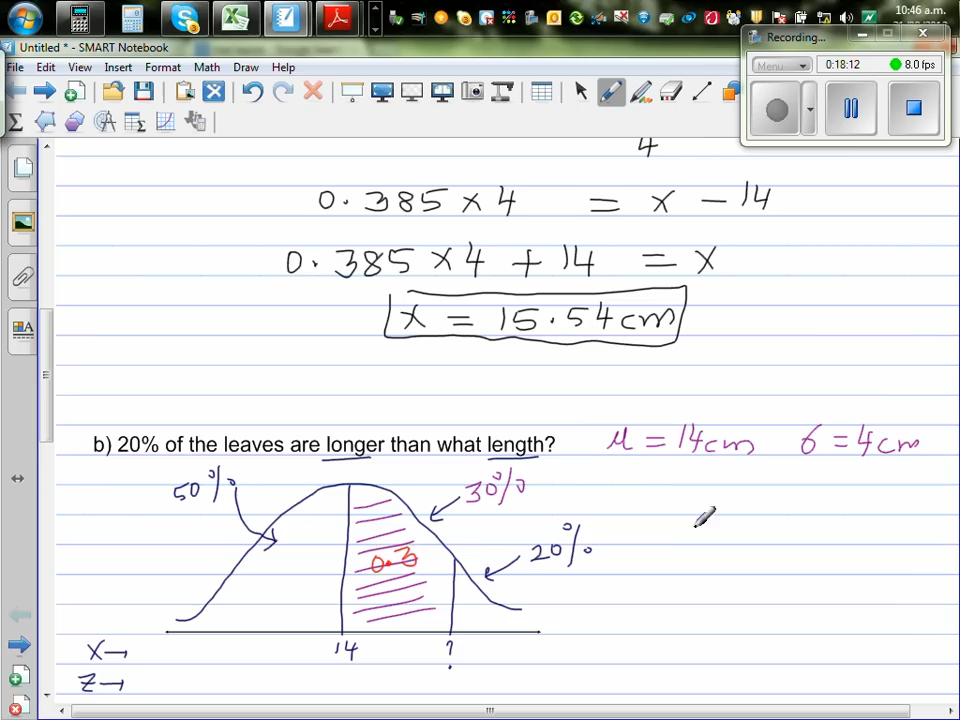 10:46 a.m.
Untitled * - SMART Notebook
Recording...
File Edit View Insert Format Math Draw Help
Menu 0:18:12 8.0 fps
4
0.385 × 4 = x - 14
0.385 × 4 + 14 = x
x = 15.54cm
b) 20% of the leaves are longer than what length? μ = 14cm σ = 4cm
50% 30%
20%
0.3
14 ?
X→
Z→